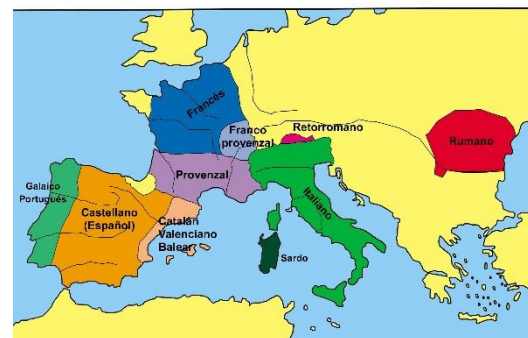 Francés
Franco
provenzal
Retorromano
Rumano
Provenzal
Galaico
Portugués
Castellano
(Español)
Catalán
Valenciano
Balear
Italiano
Sardo